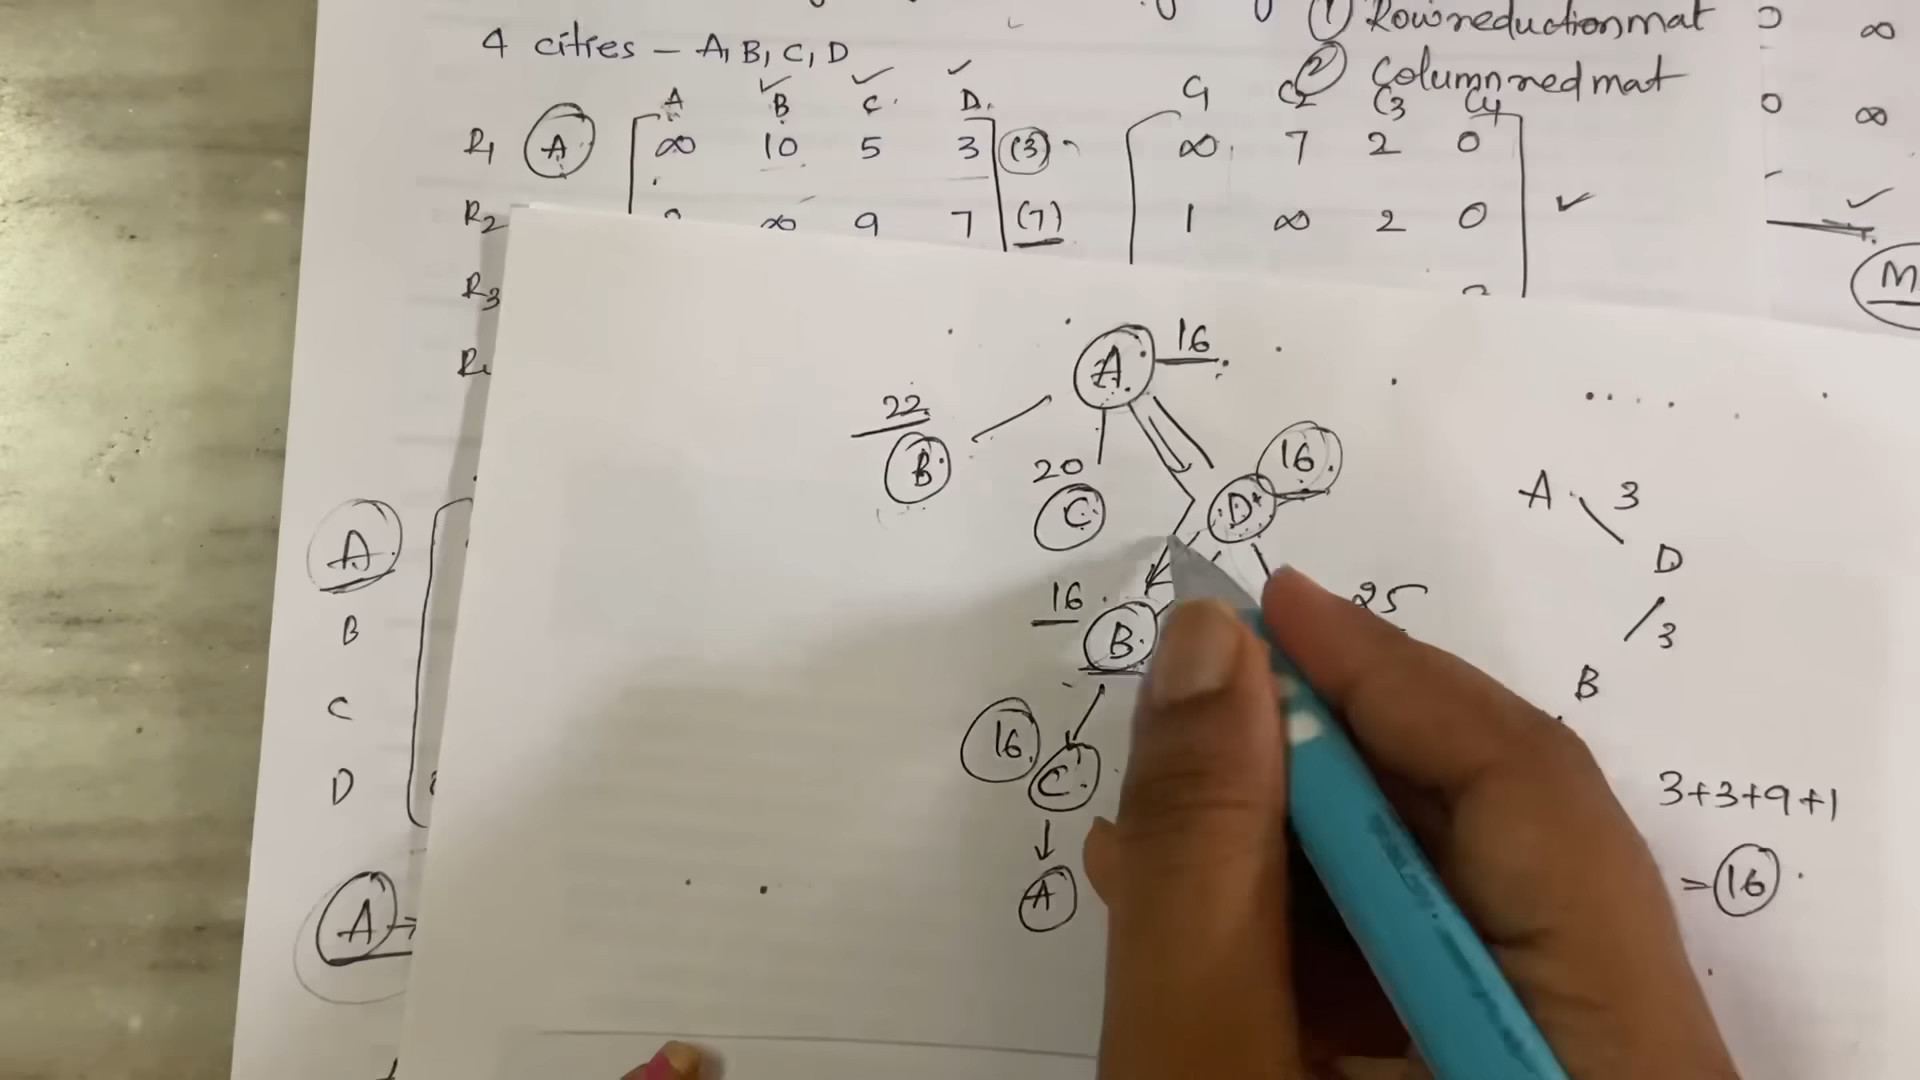 ① Row reduction mat
4 cities - A, B, C, D
② Column red mat
A B C D
C1 C2 C3 C4
R1 A ∞ 10 5 3 (3) ∞ 7 2 0
R2 ∞ 9 7 (7) 1 ∞ 2 0
R3
∞
0 ∞
M
A 16
22
B
20
C
16
D
A 3
D
3
B
16
B
25
16
C
A
3+3+9+1
= 16
A
B
C
D
A →